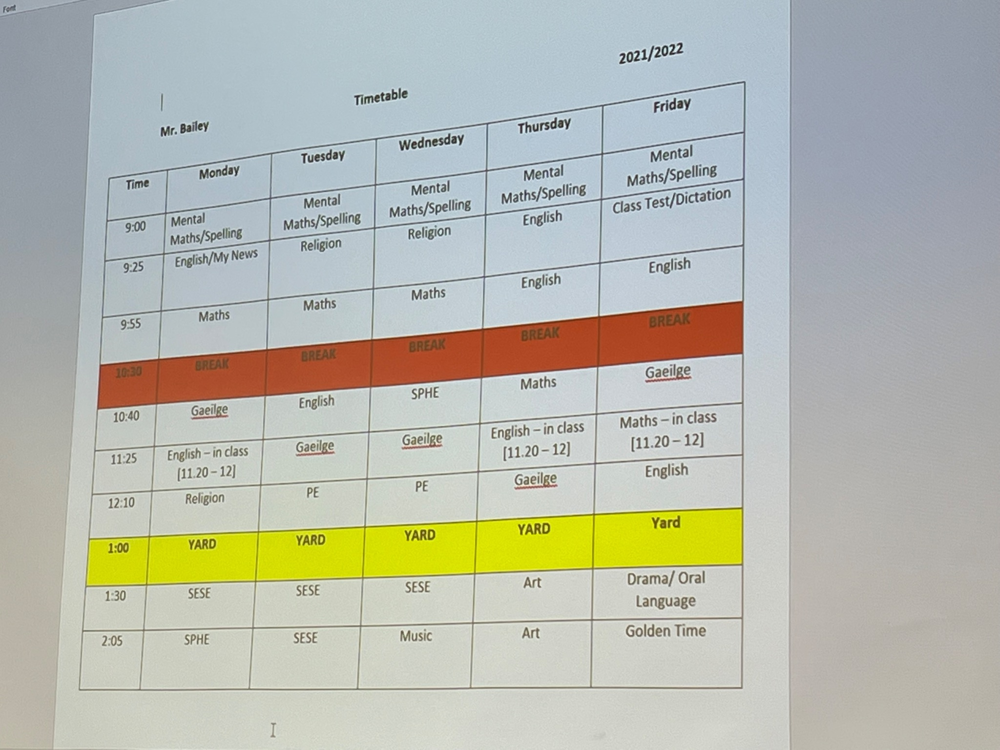 Font
2021/2022
Timetable
Mr. Bailey
Time Monday Tuesday Wednesday Thursday Friday
9:00 Mental Maths/Spelling Mental Maths/Spelling Mental Maths/Spelling Mental Maths/Spelling Mental Maths/Spelling
9:25 English/My News Religion Religion English Class Test/Dictation
9:55 Maths Maths Maths English English
10:30 BREAK BREAK BREAK BREAK BREAK
10:40 Gaeilge English SPHE Maths Gaeilge
11:25 English – in class [11.20 – 12] Gaeilge Gaeilge English – in class [11.20 – 12] Maths – in class [11.20 – 12]
12:10 Religion PE PE Gaeilge English
1:00 YARD YARD YARD YARD Yard
1:30 SESE SESE SESE Art Drama/ Oral Language
2:05 SPHE SESE Music Art Golden Time